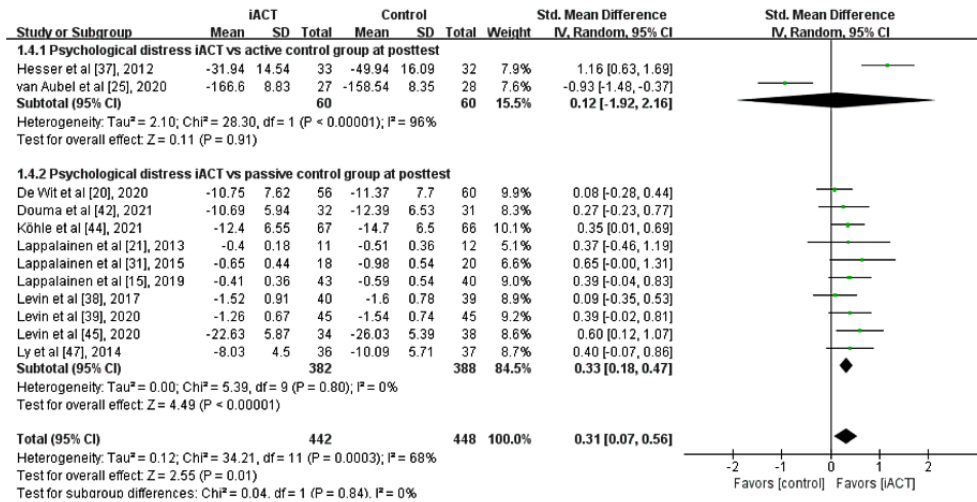 iACT Control Std. Mean Difference Std. Mean Difference
Study or Subgroup Mean SD Total Mean SD Total Weight IV, Random, 95% CI IV, Random, 95% CI
1.4.1 Psychological distress iACT vs active control group at posttest
Hesser et al [37], 2012 -31.94 14.54 33 -49.94 16.09 32 7.9% 1.16 [0.63, 1.69]
van Aubel et al [25], 2020 -166.6 8.83 27 -158.54 8.35 28 7.6% -0.93 [-1.48, -0.37]
Subtotal (95% CI) 60 60 15.5% 0.12 [-1.92, 2.16]
Heterogeneity: Tau² = 2.10; Chi² = 28.30, df = 1 (P < 0.00001); I² = 96%
Test for overall effect: Z = 0.11 (P = 0.91)
1.4.2 Psychological distress iACT vs passive control group at posttest
De Wit et al [20], 2020 -10.75 7.62 56 -11.37 7.7 60 9.9% 0.08 [-0.28, 0.44]
Douma et al [42], 2021 -10.69 5.94 32 -12.39 6.53 31 8.3% 0.27 [-0.23, 0.77]
Köhle et al [44], 2021 -12.4 6.55 67 -14.7 6.5 66 10.1% 0.35 [0.01, 0.69]
Lappalainen et al [21], 2013 -0.4 0.18 11 -0.51 0.36 12 5.1% 0.37 [-0.46, 1.19]
Lappalainen et al [31], 2015 -0.65 0.44 18 -0.98 0.54 20 6.6% 0.65 [-0.00, 1.31]
Lappalainen et al [15], 2019 -0.41 0.36 43 -0.59 0.54 40 9.0% 0.39 [-0.04, 0.83]
Levin et al [38], 2017 -1.52 0.91 40 -1.6 0.78 39 8.9% 0.09 [-0.35, 0.53]
Levin et al [39], 2020 -1.26 0.67 45 -1.54 0.74 45 9.2% 0.39 [-0.02, 0.81]
Levin et al [45], 2020 -22.63 5.87 34 -26.03 5.39 38 8.6% 0.60 [0.12, 1.07]
Ly et al [47], 2014 -8.03 4.5 36 -10.09 5.71 37 8.7% 0.40 [-0.07, 0.86]
Subtotal (95% CI) 382 388 84.5% 0.33 [0.18, 0.47]
Heterogeneity: Tau² = 0.00; Chi² = 5.39, df = 9 (P = 0.80); I² = 0%
Test for overall effect: Z = 4.49 (P < 0.00001)
Total (95% CI) 442 448 100.0% 0.31 [0.07, 0.56]
Heterogeneity: Tau² = 0.12; Chi² = 34.21, df = 11 (P = 0.0003); I² = 68%
Test for overall effect: Z = 2.55 (P = 0.01)
Test for subgroup differences: Chi² = 0.04, df = 1 (P = 0.84), I² = 0%
-2 -1 0 1 2
Favors [control] Favors [iACT]